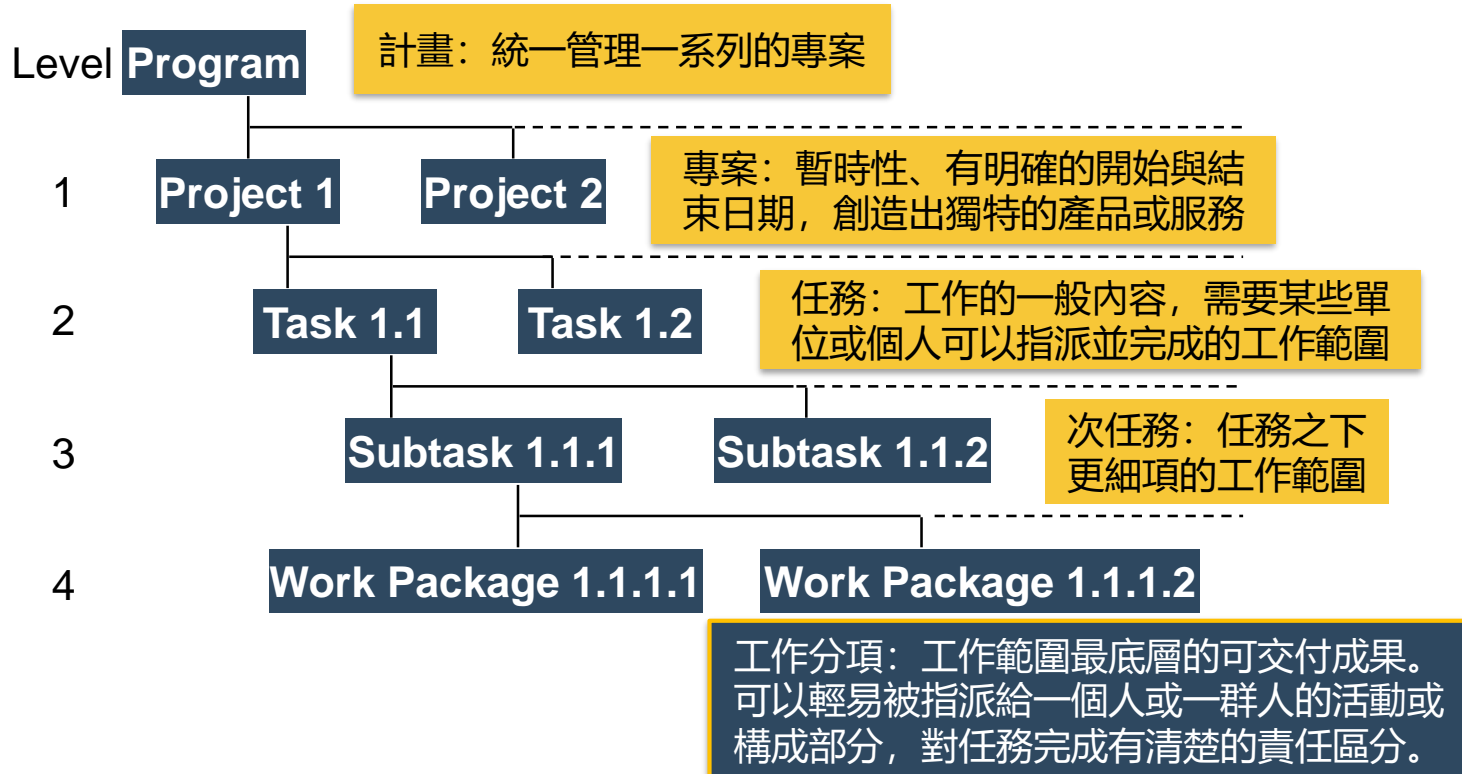 Level Program
計畫：統一管理一系列的專案
1
Project 1
Project 2
專案：暫時性、有明確的開始與結
束日期，創造出獨特的產品或服務
2
Task 1.1
Task 1.2
任務：工作的一般內容，需要某些單
位或個人可以指派並完成的工作範圍
3
Subtask 1.1.1
Subtask 1.1.2
次任務：任務之下
更細項的工作範圍
4
Work Package 1.1.1.1
Work Package 1.1.1.2
工作分項：工作範圍最底層的可交付成果。
可以輕易被指派給一個人或一群人的活動或
構成部分，對任務完成有清楚的責任區分。